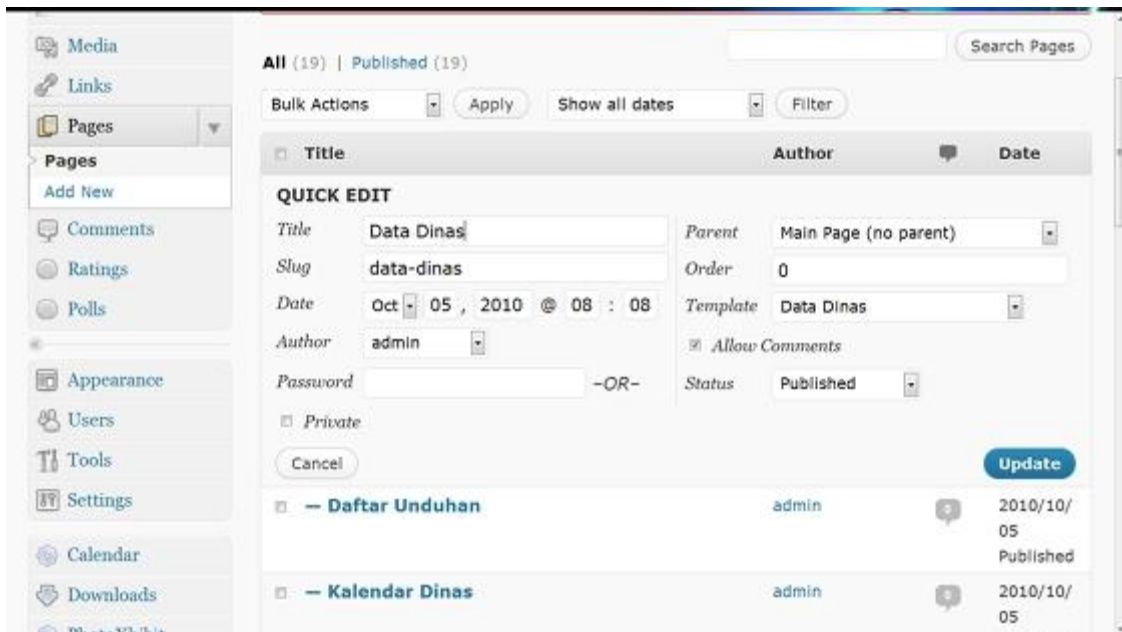 Media
Links
Pages
Pages
Add New
Comments
Ratings
Polls
Appearance
Users
Tools
Settings
Calendar
Downloads
Search Pages
All (19) | Published (19)
Bulk Actions Apply Show all dates Filter
Title Author Date
QUICK EDIT
Title Data Dinas
Slug data-dinas
Date Oct 05 , 2010 @ 08 : 08
Author admin
Password –OR–
Private
Parent Main Page (no parent)
Order 0
Template Data Dinas
Allow Comments
Status Published
Cancel Update
— Daftar Unduhan admin 0 2010/10/
05
Published
— Kalendar Dinas admin 0 2010/10/
05